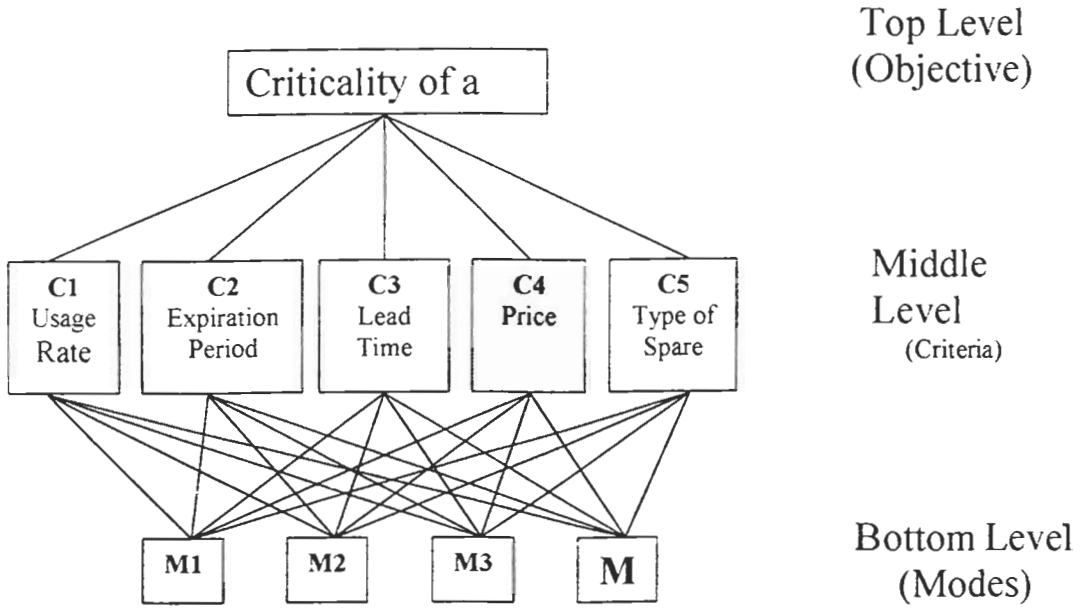 Top Level
(Objective)
Criticality of a
C1
Usage
Rate
C2
Expiration
Period
C3
Lead
Time
C4
Price
C5
Type of
Spare
Middle
Level
(Criteria)
M1
M2
M3
M
Bottom Level
(Modes)